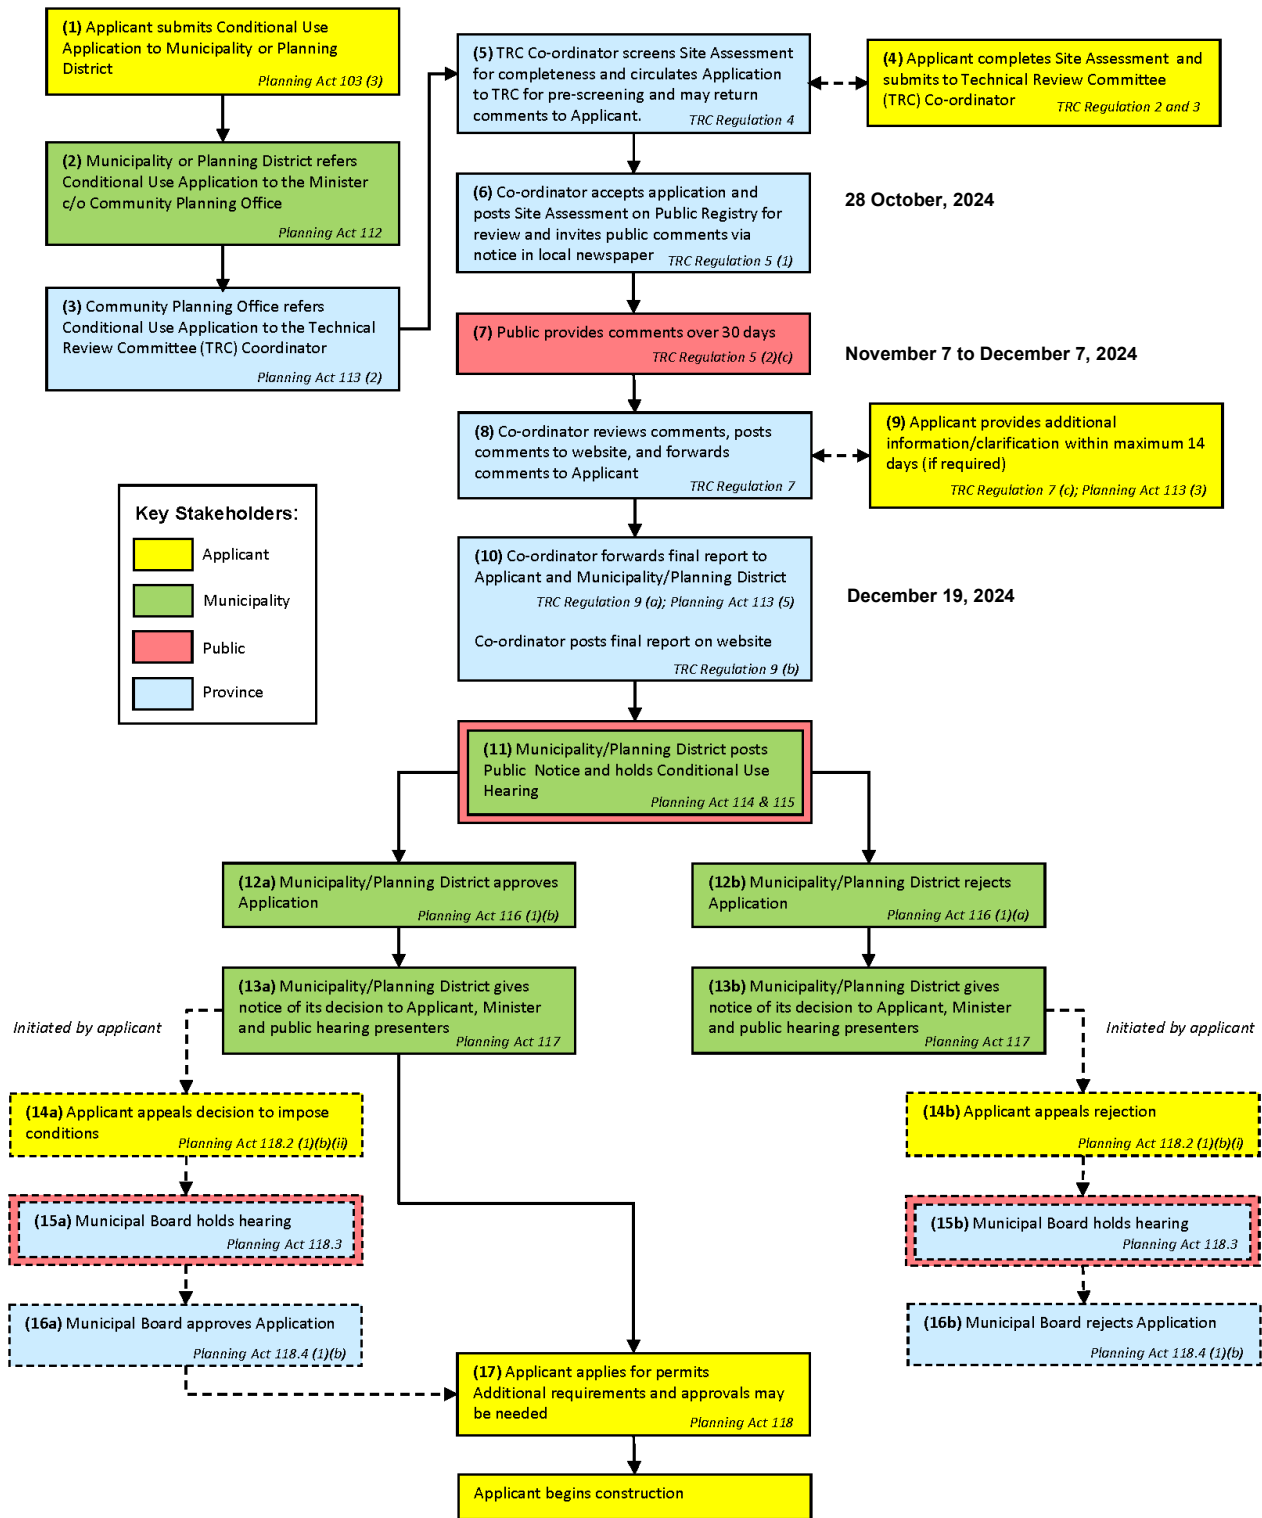 (1) Applicant submits Conditional Use
Application to Municipality or Planning
District
Planning Act 103 (3)
(2) Municipality or Planning District refers
Conditional Use Application to the Minister
c/o Community Planning Office
Planning Act 112
(3) Community Planning Office refers
Conditional Use Application to the Technical
Review Committee (TRC) Coordinator
Planning Act 113 (2)
(5) TRC Co-ordinator screens Site Assessment
for completeness and circulates Application
to TRC for pre-screening and may return
comments to Applicant.
TRC Regulation 4
(4) Applicant completes Site Assessment and
submits to Technical Review Committee
(TRC) Co-ordinator
TRC Regulation 2 and 3
(6) Co-ordinator accepts application and
posts Site Assessment on Public Registry for
review and invites public comments via
notice in local newspaper
TRC Regulation 5 (1)
28 October, 2024
(7) Public provides comments over 30 days
TRC Regulation 5 (2)(c)
November 7 to December 7, 2024
(8) Co-ordinator reviews comments, posts
comments to website, and forwards
comments to Applicant
TRC Regulation 7
(9) Applicant provides additional
information/clarification within maximum 14
days (if required)
TRC Regulation 7 (c); Planning Act 113 (3)
Key Stakeholders:
Applicant
Municipality
Public
Province
(10) Co-ordinator forwards final report to
Applicant and Municipality/Planning District
TRC Regulation 9 (a); Planning Act 113 (5)
Co-ordinator posts final report on website
TRC Regulation 9 (b)
December 19, 2024
(11) Municipality/Planning District posts
Public Notice and holds Conditional Use
Hearing
Planning Act 114 & 115
(12a) Municipality/Planning District approves
Application
Planning Act 116 (1)(b)
(12b) Municipality/Planning District rejects
Application
Planning Act 116 (1)(a)
(13a) Municipality/Planning District gives
notice of its decision to Applicant, Minister
and public hearing presenters
Planning Act 117
(13b) Municipality/Planning District gives
notice of its decision to Applicant, Minister
and public hearing presenters
Planning Act 117
Initiated by applicant
Initiated by applicant
(14a) Applicant appeals decision to impose
conditions
Planning Act 118.2 (1)(b)(ii)
(14b) Applicant appeals rejection
Planning Act 118.2 (1)(b)(i)
(15a) Municipal Board holds hearing
Planning Act 118.3
(15b) Municipal Board holds hearing
Planning Act 118.3
(16a) Municipal Board approves Application
Planning Act 118.4 (1)(b)
(16b) Municipal Board rejects Application
Planning Act 118.4 (1)(b)
(17) Applicant applies for permits
Additional requirements and approvals may
be needed
Planning Act 118
Applicant begins construction